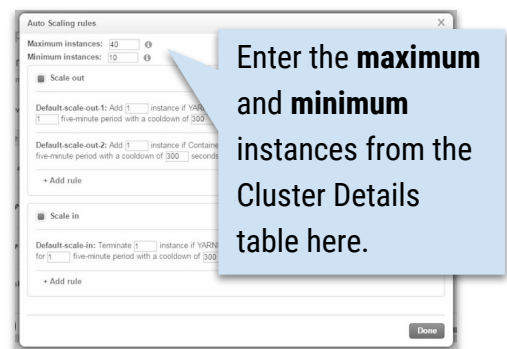 Auto Scaling rules
Maximum instances: 40
Minimum instances: 10
Scale out
Default-scale-out-1: Add 1 instance if
1 five-minute period with a cooldown of 300
Default-scale-out-2: Add 1 instance if
five-minute period with a cooldown of 300 seconds
+ Add rule
Scale in
Default-scale-in: Terminate 1 instance if
for 1 five-minute period with a cooldown of 300
+ Add rule
Done
Enter the maximum
and minimum
instances from the
Cluster Details
table here.